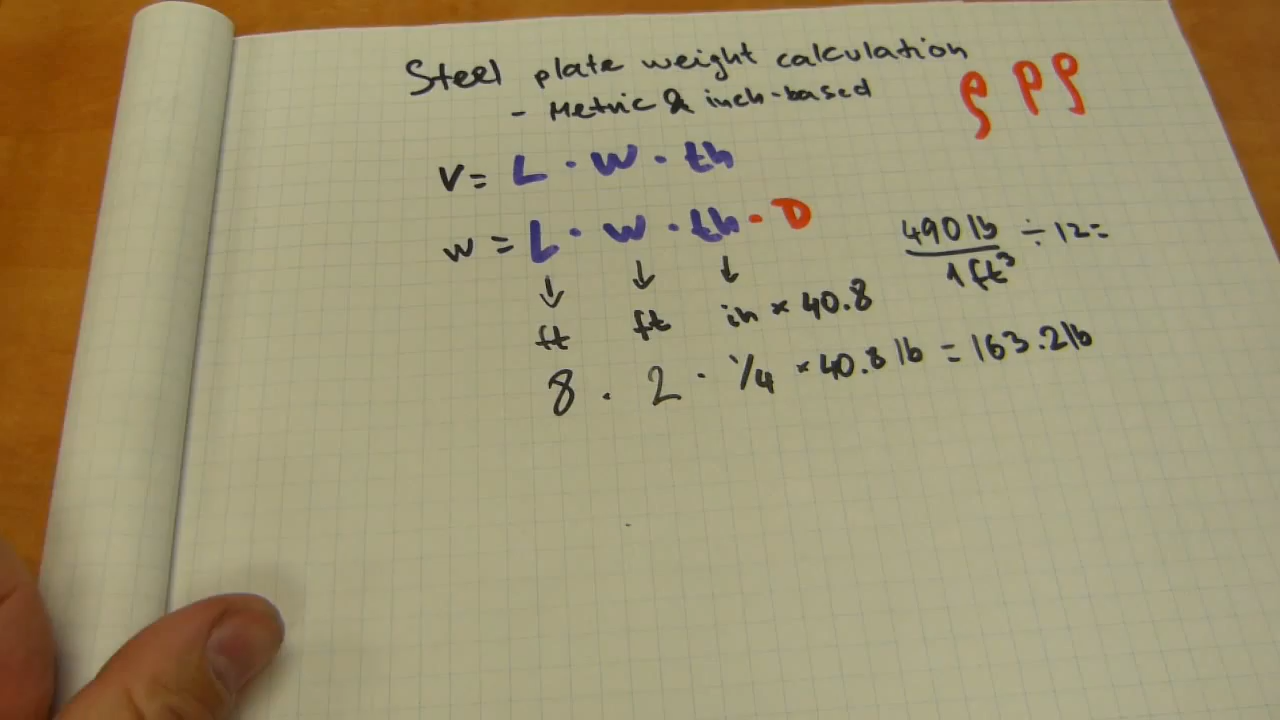 Steel plate weight calculation
- Metric & inch-based
ρ ρ ρ
V= L · W · th
w = L · w · th · D
490 lb / 1 ft³ ÷ 12=
↓ ↓ ↓
ft ft in × 40.8
8 · 2 · 1/4 × 40.8 lb = 163.2 lb